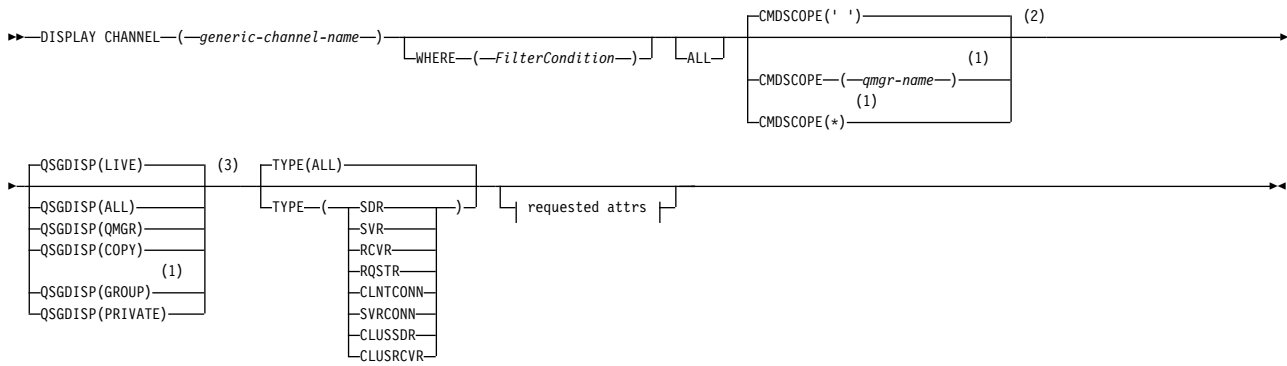 DISPLAY CHANNEL ( generic-channel-name )
WHERE ( FilterCondition )
ALL
CMDSCOPE(' ') (2)
(1)
CMDSCOPE ( qmgr-name )
(1)
CMDSCOPE(*)
QSGDISP(LIVE) (3)
QSGDISP(ALL)
QSGDISP(QMGR)
QSGDISP(COPY)
(1)
QSGDISP(GROUP)
QSGDISP(PRIVATE)
TYPE(ALL)
TYPE ( SDR )
SVR
RCVR
RQSTR
CLNTCONN
SVRCONN
CLUSSDR
CLUSRCVR
requested attrs